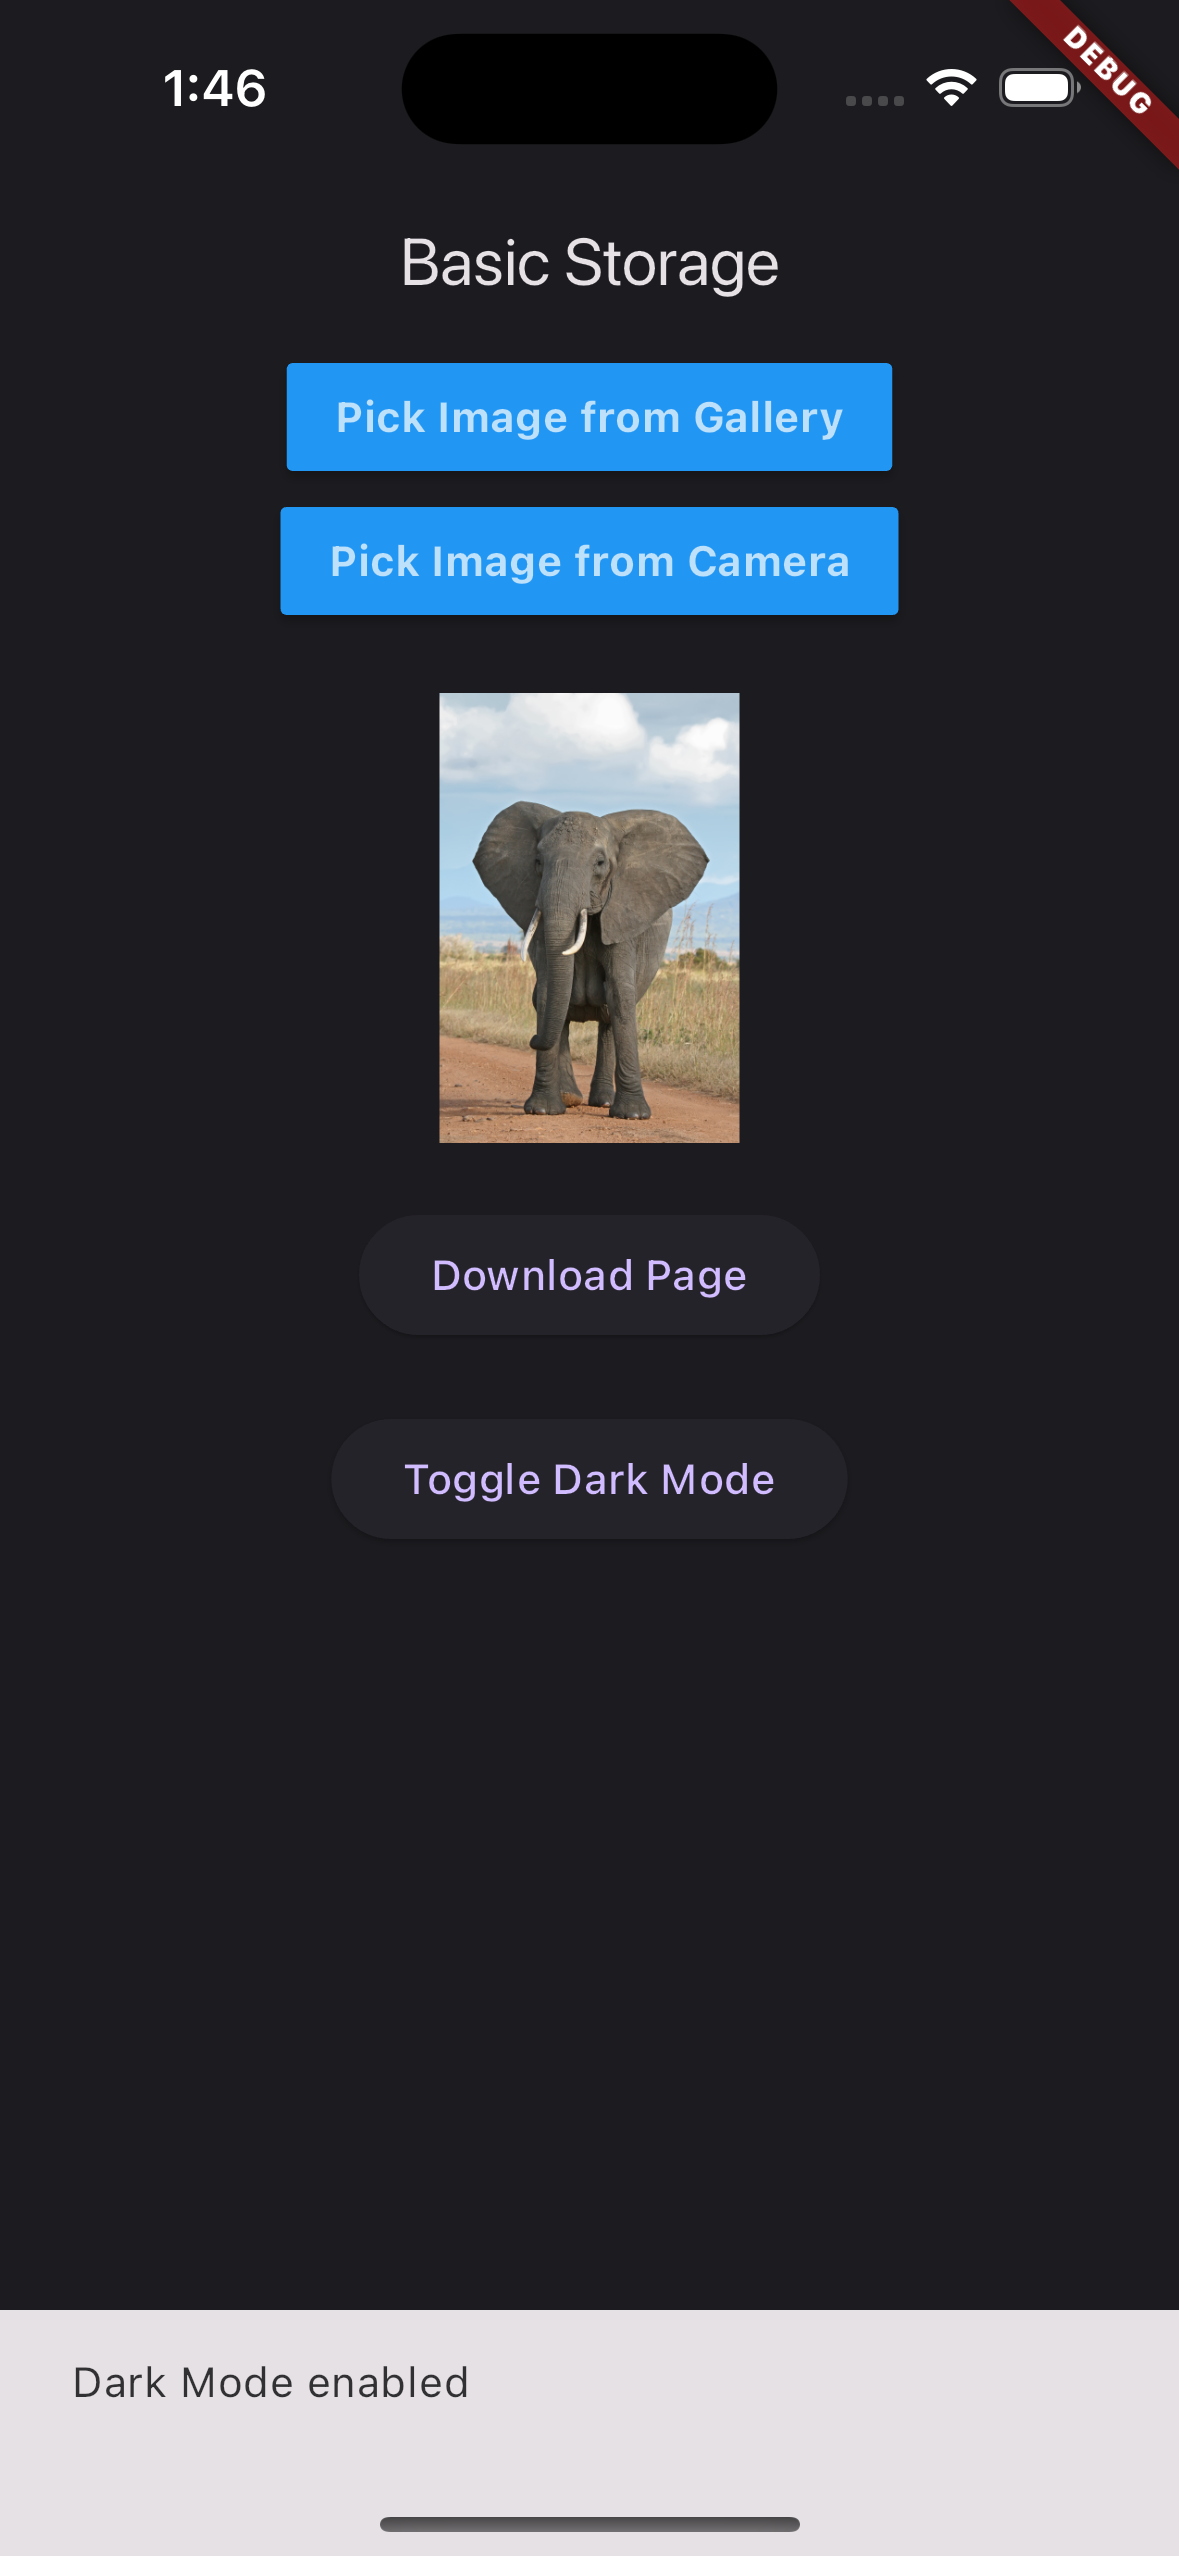 1:46
DEBUG
Basic Storage
Pick Image from Gallery
Pick Image from Camera
Download Page
Toggle Dark Mode
Dark Mode enabled